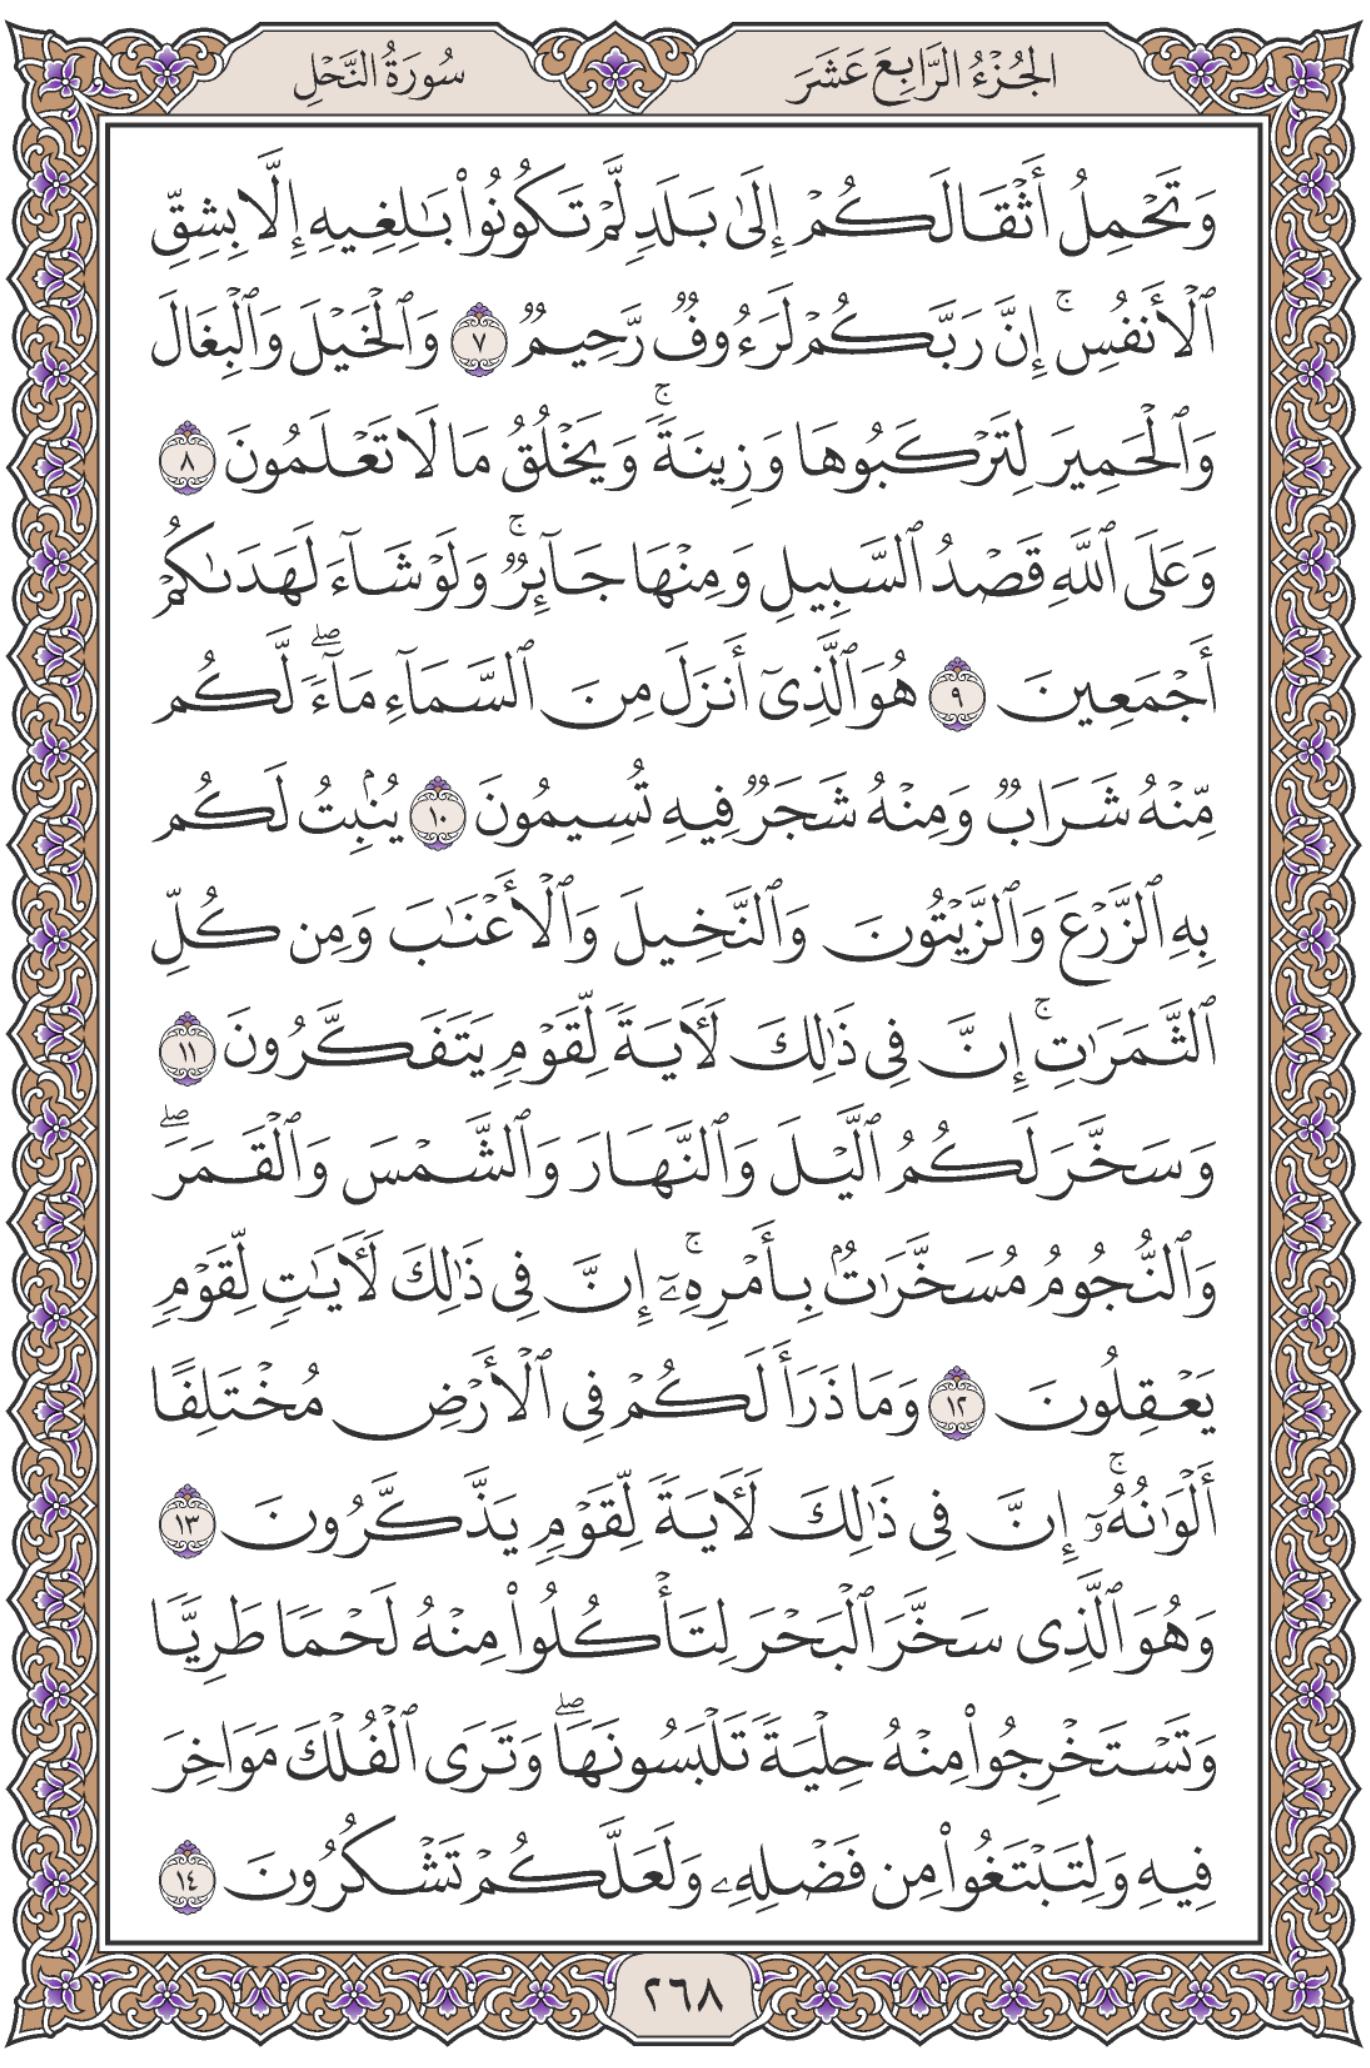 الجُزْءُ الرَّابِعَ عَشَرَ
سُورَةُ النَّحْلِ
وَتَحْمِلُ أَثْقَالَكُمْ إِلَىٰ بَلَدٍ لَّمْ تَكُونُوا۟ بَـٰلِغِيهِ إِلَّا بِشِقِّ
ٱلْأَنفُسِ ۚ إِنَّ رَبَّكُمْ لَرَءُوفٌ رَّحِيمٌ ٧ وَٱلْخَيْلَ وَٱلْبِغَالَ
وَٱلْحَمِيرَ لِتَرْكَبُوهَا وَزِينَةً ۚ وَيَخْلُقُ مَا لَا تَعْلَمُونَ ٨
وَعَلَى ٱللَّهِ قَصْدُ ٱلسَّبِيلِ وَمِنْهَا جَآئِرٌ ۚ وَلَوْ شَآءَ لَهَدَىٰكُمْ
أَجْمَعِينَ ٩ هُوَ ٱلَّذِىٓ أَنزَلَ مِنَ ٱلسَّمَآءِ مَآءً ۖ لَّكُم
مِّنْهُ شَرَابٌ وَمِنْهُ شَجَرٌ فِيهِ تُسِيمُونَ ١٠ يُنۢبِتُ لَكُم
بِهِ ٱلزَّرْعَ وَٱلزَّيْتُونَ وَٱلنَّخِيلَ وَٱلْأَعْنَـٰبَ وَمِن كُلِّ
ٱلثَّمَرَٰتِ ۚ إِنَّ فِى ذَٰلِكَ لَـَٔايَةً لِّقَوْمٍ يَتَفَكَّرُونَ ١١
وَسَخَّرَ لَكُمُ ٱلَّيْلَ وَٱلنَّهَارَ وَٱلشَّمْسَ وَٱلْقَمَرَ ۖ
وَٱلنُّجُومُ مُسَخَّرَٰتٌۢ بِأَمْرِهِۦٓ ۚ إِنَّ فِى ذَٰلِكَ لَـَٔايَـٰتٍ لِّقَوْمٍ
يَعْقِلُونَ ١٢ وَمَا ذَرَأَ لَكُمْ فِى ٱلْأَرْضِ مُخْتَلِفًا
أَلْوَٰنُهُۥٓ ۚ إِنَّ فِى ذَٰلِكَ لَـَٔايَةً لِّقَوْمٍ يَذَّكَّرُونَ ١٣
وَهُوَ ٱلَّذِى سَخَّرَ ٱلْبَحْرَ لِتَأْكُلُوا۟ مِنْهُ لَحْمًا طَرِيًّا
وَتَسْتَخْرِجُوا۟ مِنْهُ حِلْيَةً تَلْبَسُونَهَا ۖ وَتَرَى ٱلْفُلْكَ مَوَاخِرَ
فِيهِ وَلِتَبْتَغُوا۟ مِن فَضْلِهِۦ وَلَعَلَّكُمْ تَشْكُرُونَ ١٤
٢٦٨